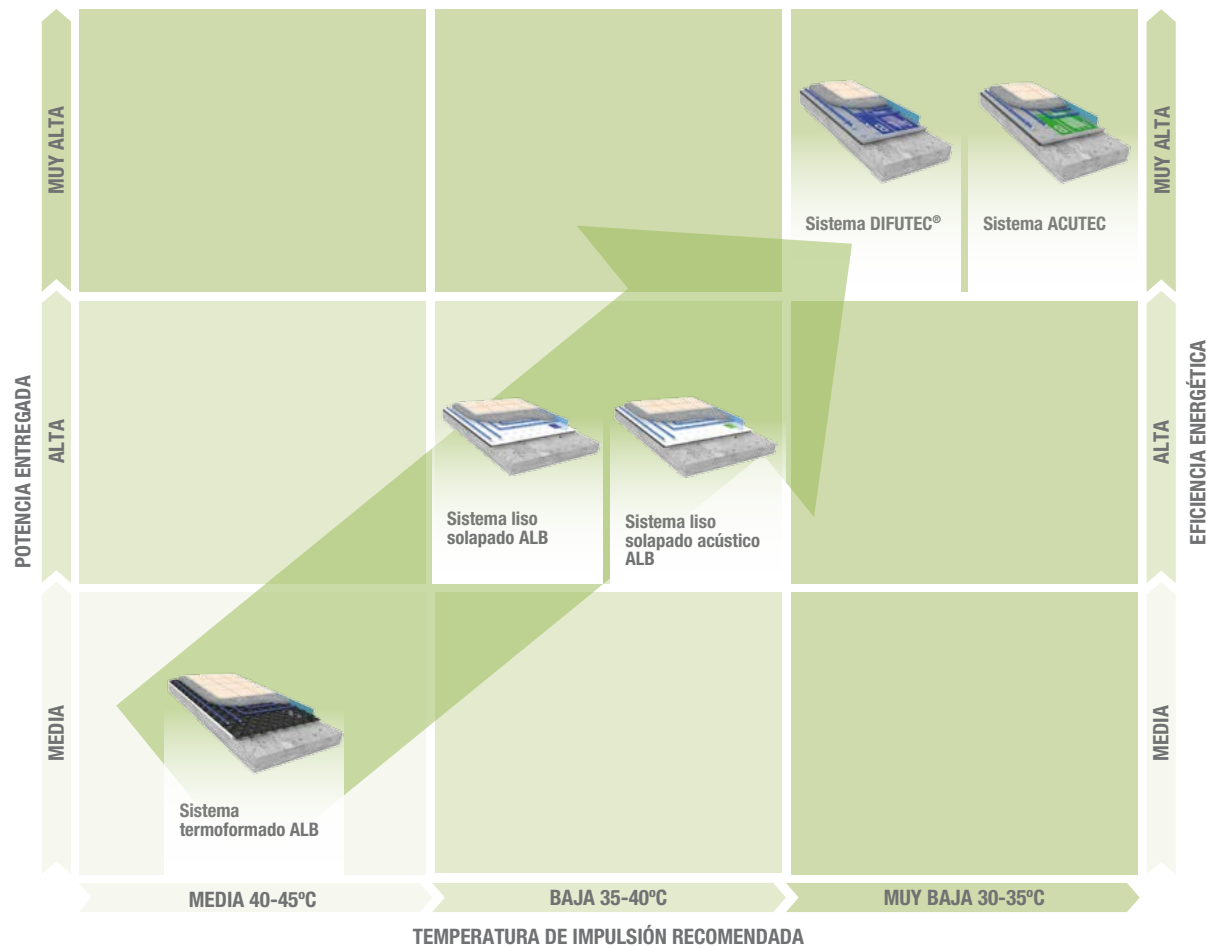 MUY ALTA
MUY ALTA
Sistema DIFUTEC®
Sistema ACUTEC
POTENCIA ENTREGADA
ALTA
Sistema liso
solapado ALB
Sistema liso
solapado acústico
ALB
ALTA
EFICIENCIA ENERGÉTICA
MEDIA
Sistema
termoformado ALB
MEDIA
MEDIA 40-45ºC
BAJA 35-40ºC
MUY BAJA 30-35ºC
TEMPERATURA DE IMPULSIÓN RECOMENDADA